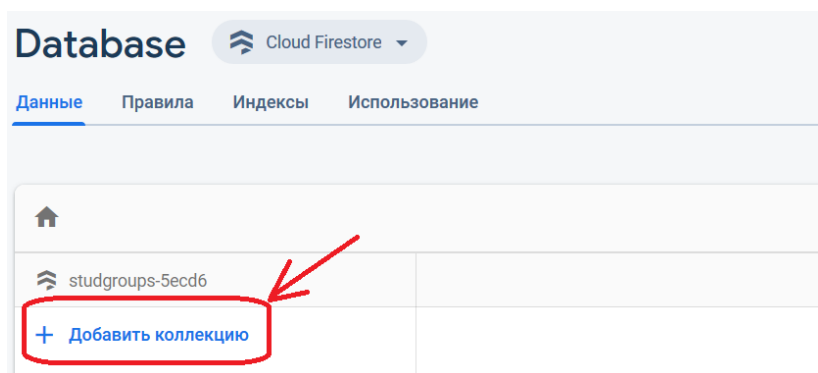 Database Cloud Firestore
Данные Правила Индексы Использование
studgroups-5ecd6
+ Добавить коллекцию